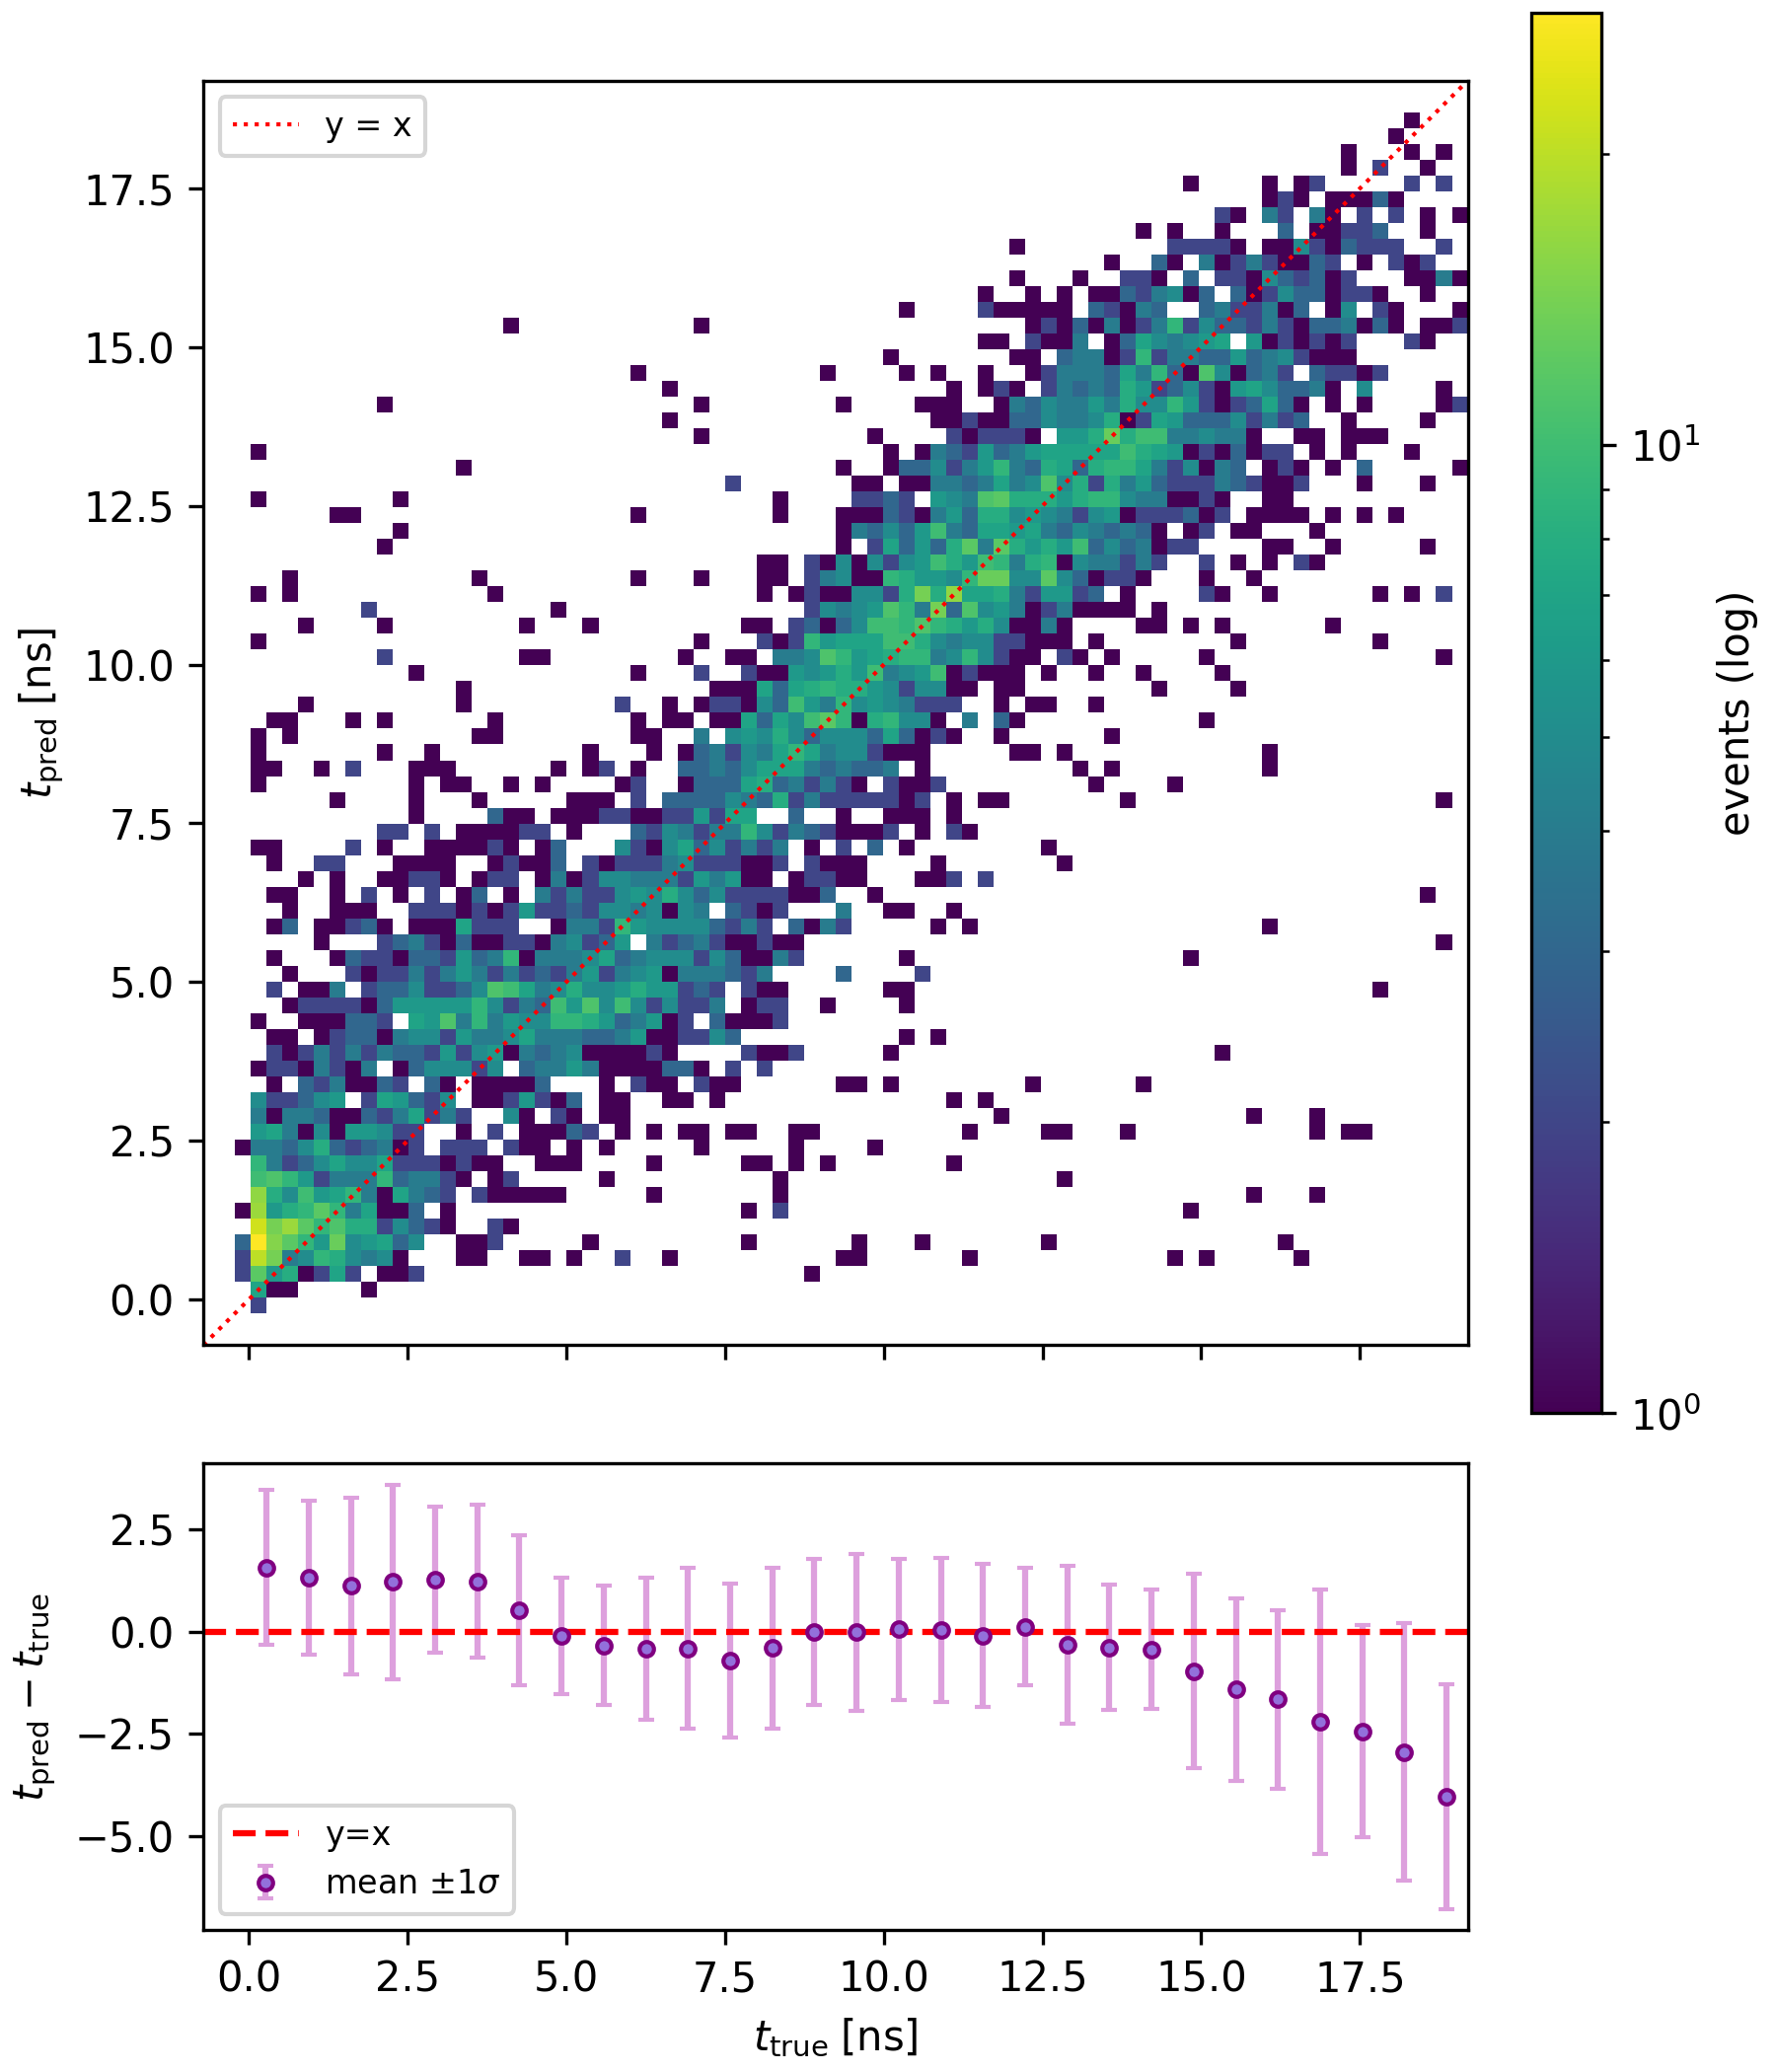 y = x
17.5
15.0
12.5
10.0
7.5
5.0
2.5
0.0
t_pred [ns]
10^1
10^0
events (log)
2.5
0.0
−2.5
−5.0
t_pred − t_true
y=x
mean ±1σ
0.0 2.5 5.0 7.5 10.0 12.5 15.0 17.5
t_true [ns]